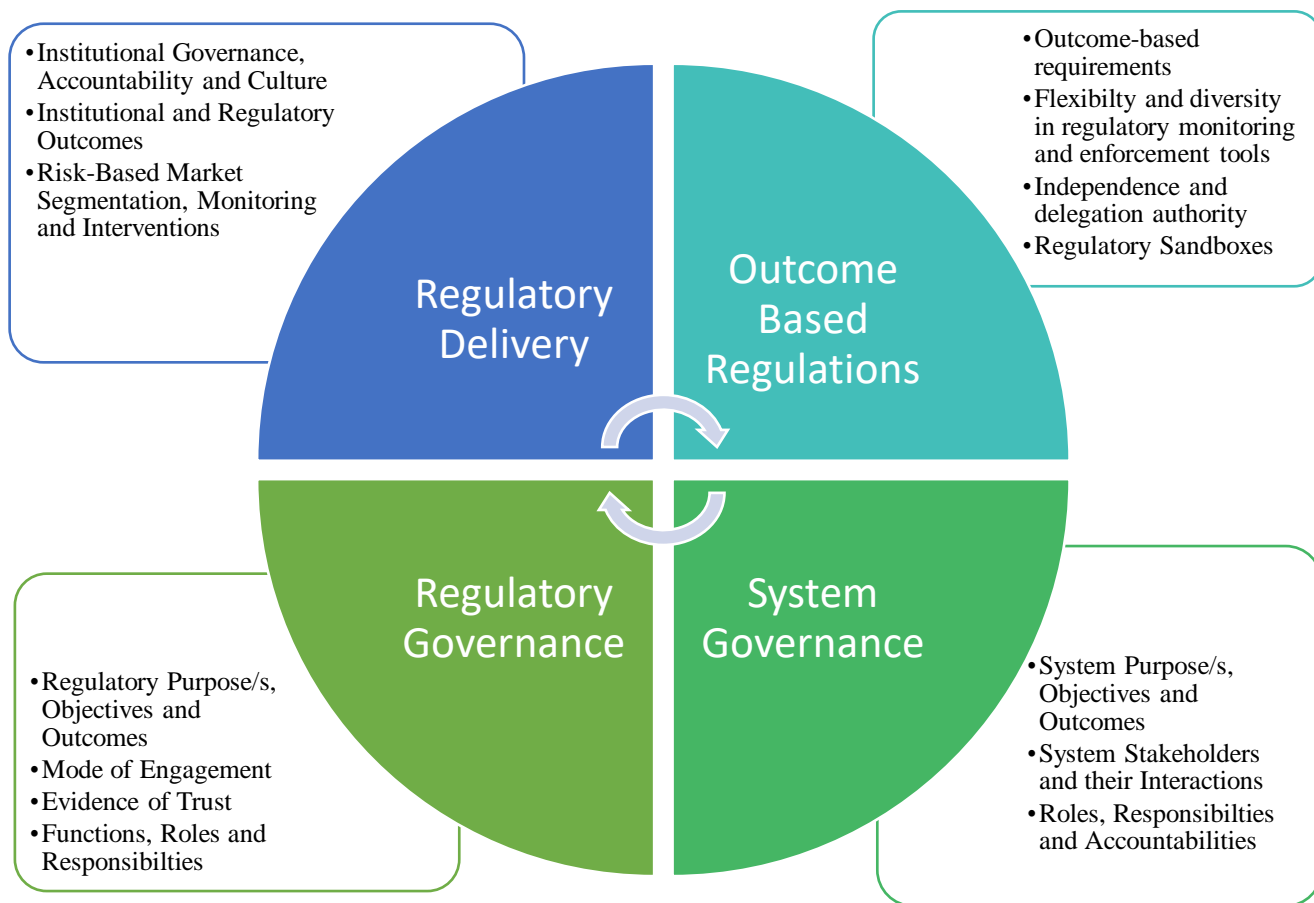 •Institutional Governance,
Accountability and Culture
•Institutional and Regulatory
Outcomes
•Risk-Based Market
Segmentation, Monitoring
and Interventions
•Outcome-based
requirements
•Flexibilty and diversity
in regulatory monitoring
and enforcement tools
•Independence and
delegation authority
•Regulatory Sandboxes
Regulatory
Delivery
Outcome
Based
Regulations
Regulatory
Governance
System
Governance
•Regulatory Purpose/s,
Objectives and
Outcomes
•Mode of Engagement
•Evidence of Trust
•Functions, Roles and
Responsibilties
•System Purpose/s,
Objectives and
Outcomes
•System Stakeholders
and their Interactions
•Roles, Responsibilties
and Accountabilities